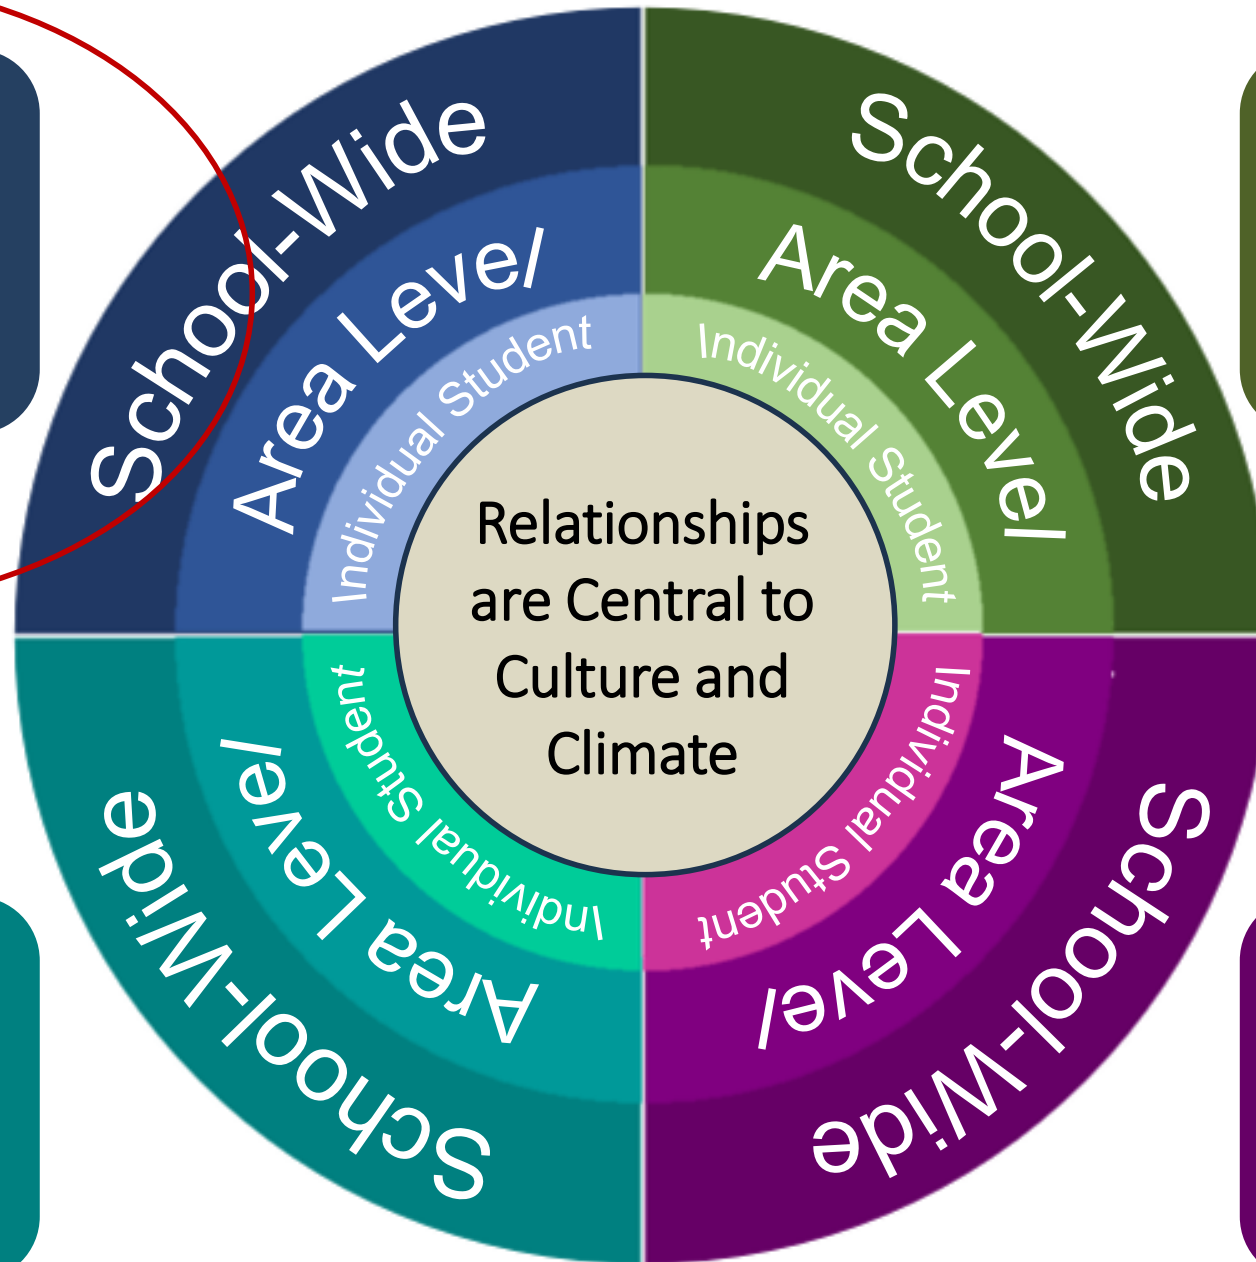 School-Wide
Area Level
Individual Student
School-Wide
Area Level
Individual Student
Relationships
are Central to
Culture and
Climate
Individual Student
Area Level
School-Wide
Individual Student
Area Level
School-Wide